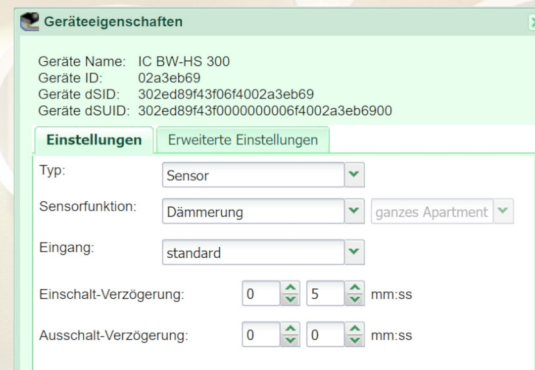 Geräteeigenschaften
Geräte Name: IC BW-HS 300
Geräte ID: 02a3eb69
Geräte dSID: 302ed89f43f06f4002a3eb69
Geräte dSUID: 302ed89f43f0000000006f4002a3eb6900
Einstellungen Erweiterte Einstellungen
Typ: Sensor
Sensorfunktion: Dämmerung ganzes Apartment
Eingang: standard
Einschalt-Verzögerung: 0 5 mm:ss
Ausschalt-Verzögerung: 0 0 mm:ss